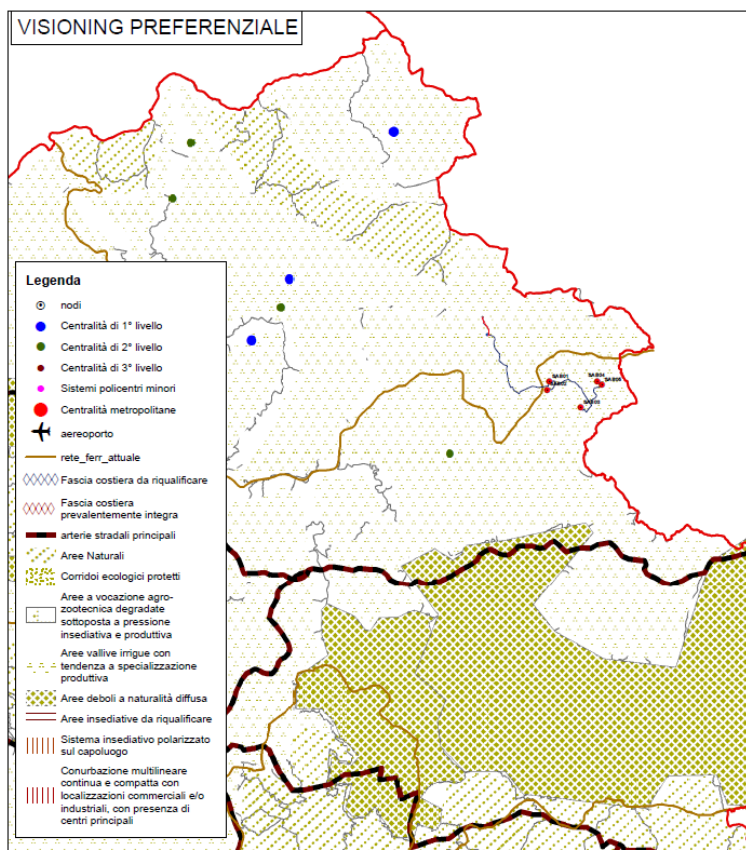 VISIONING PREFERENZIALE
SAB01
SAB04
SAB05
Legenda
nodi
Centralità di 1° livello
Centralità di 2° livello
Centralità di 3° livello
Sistemi policentri minori
Centralità metropolitane
aereoporto
rete_ferr_attuale
Fascia costiera da riqualificare
Fascia costiera
prevalentemente integra
arterie stradali principali
Aree Naturali
Corridoi ecologici protetti
Aree a vocazione agro-
zootecnica degradate
sottoposta a pressione
insediativa e produttiva
Aree vallive irrigue con
tendenza a specializzazione
produttiva
Aree deboli a naturalità diffusa
Aree insediative da riqualificare
Sistema insediativo polarizzato
sul capoluogo
Conurbazione multilineare
continua e compatta con
localizzazioni commerciali e/o
industriali, con presenza di
centri principali